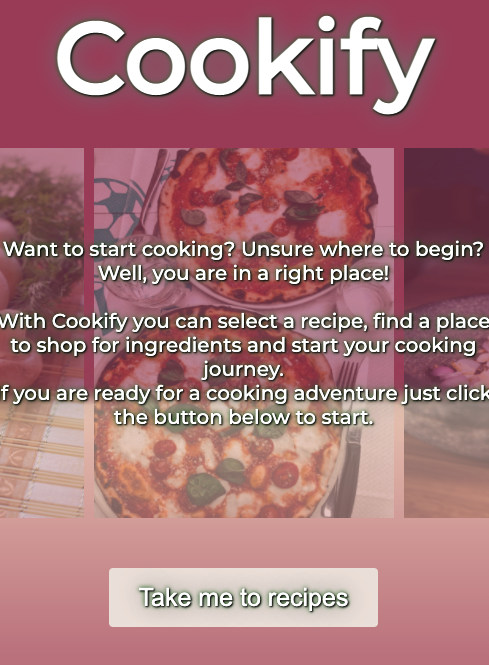 Cookify
Want to start cooking? Unsure where to begin?
Well, you are in a right place!
With Cookify you can select a recipe, find a place
to shop for ingredients and start your cooking
journey.
f you are ready for a cooking adventure just click
the button below to start.
Take me to recipes